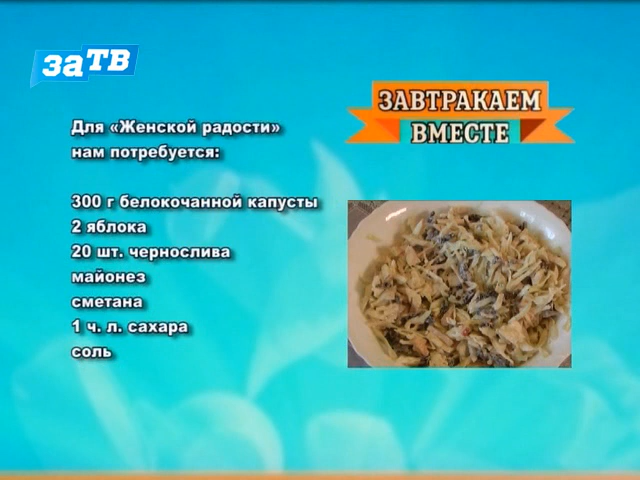 заТВ
ЗАВТРАКАЕМ
ВМЕСТЕ
Для «Женской радости»
нам потребуется:
300 г белокочанной капусты
2 яблока
20 шт. чернослива
майонез
сметана
1 ч. л. сахара
соль